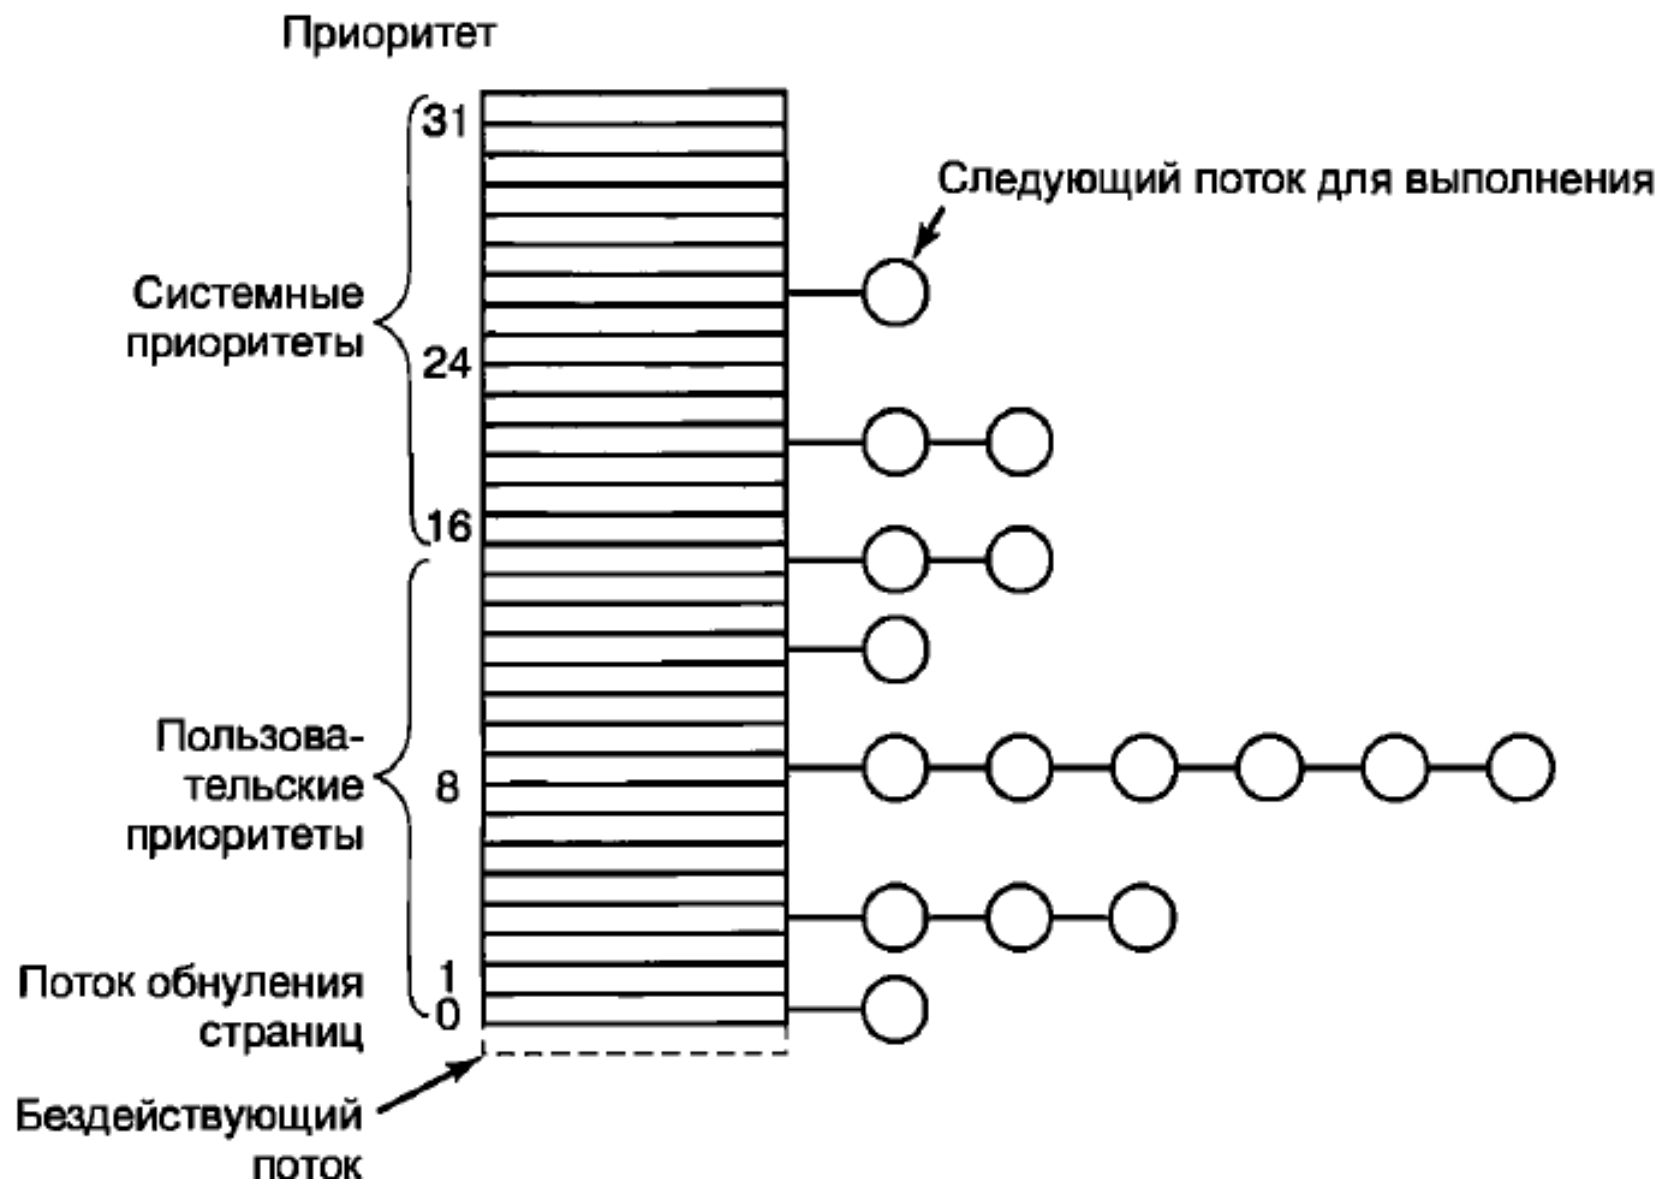 Приоритет
31
Следующий поток для выполнения
Системные
приоритеты
24
16
Пользова-
тельские
приоритеты
8
1
Поток обнуления
страниц
0
Бездействующий
поток